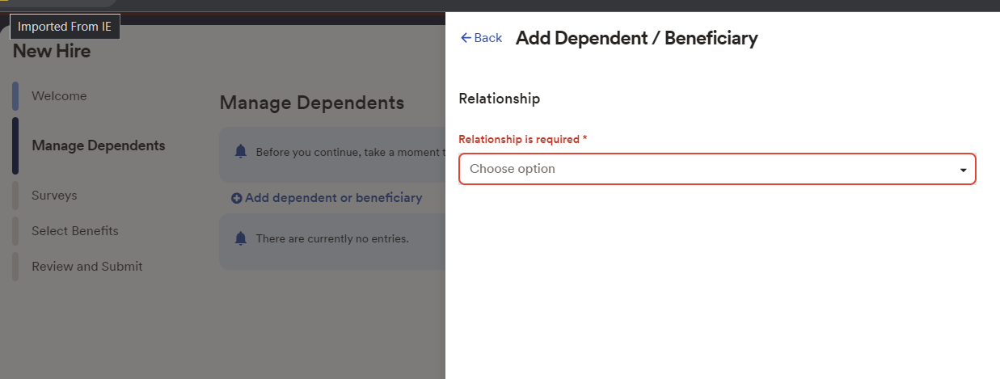 Imported From IE
New Hire
Welcome
Manage Dependents
Surveys
Select Benefits
Review and Submit
Manage Dependents
Before you continue, take a moment t
Add dependent or beneficiary
There are currently no entries.
Back
Add Dependent / Beneficiary
Relationship
Relationship is required *
Choose option